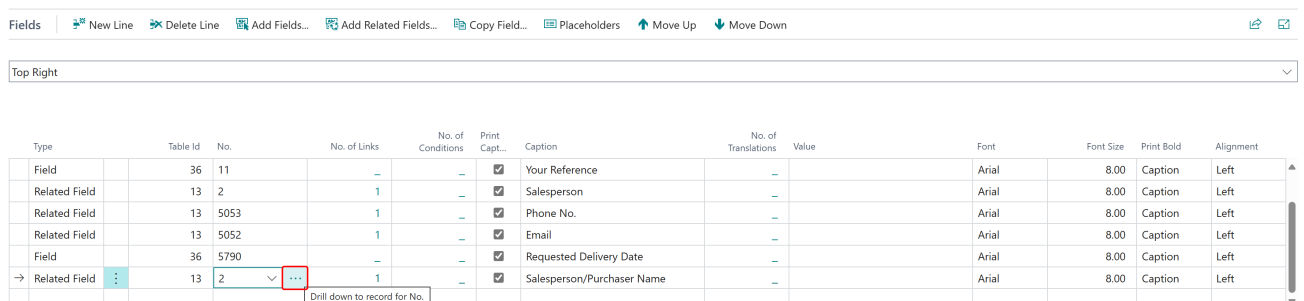 Fields New Line Delete Line Add Fields... Add Related Fields... Copy Field... Placeholders Move Up Move Down
Top Right
No. of Print No. of
Type Table Id No. No. of Links Conditions Capt... Caption Translations Value Font Font Size Print Bold Alignment
Field 36 11 _ _ Your Reference _ Arial 8.00 Caption Left
Related Field 13 2 1 _ Salesperson _ Arial 8.00 Caption Left
Related Field 13 5053 1 _ Phone No. _ Arial 8.00 Caption Left
Related Field 13 5052 1 _ Email _ Arial 8.00 Caption Left
Field 36 5790 _ _ Requested Delivery Date _ Arial 8.00 Caption Left
Related Field 13 2 ... 1 _ Salesperson/Purchaser Name _ Arial 8.00 Caption Left
Drill down to record for No.